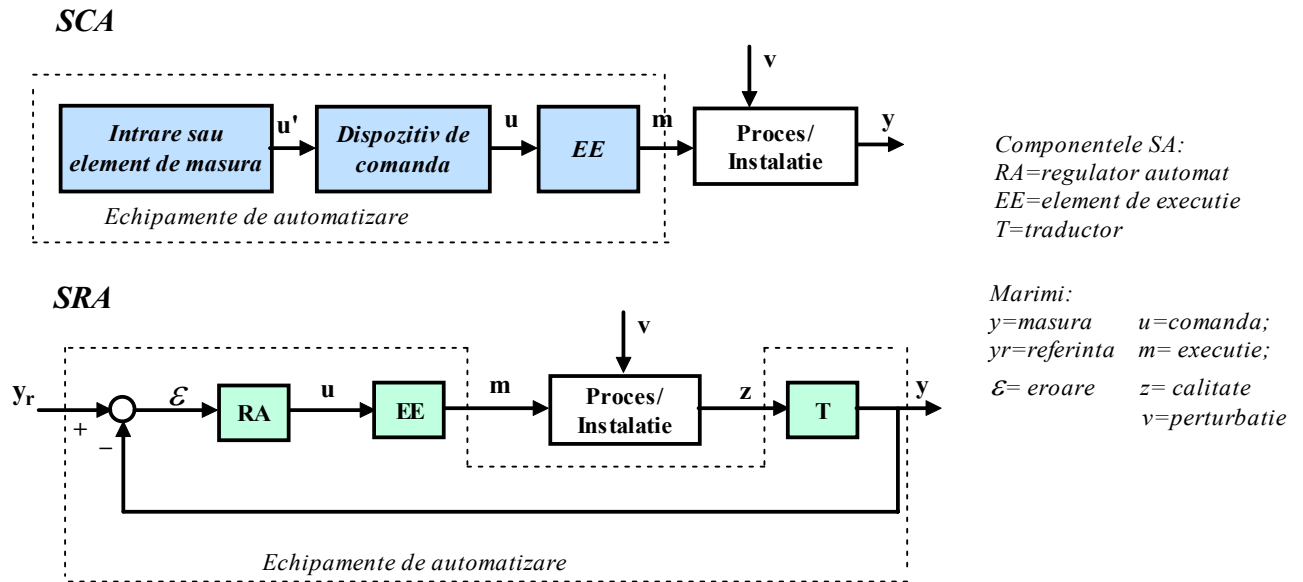 SCA
v
Intrare sau
element de masura
u'
Dispozitiv de
comanda
u
EE
m
Proces/
Instalatie
y
Echipamente de automatizare
Componentele SA:
RA=regulator automat
EE=element de executie
T=traductor
SRA
v
yr
+
−
ε
RA
u
EE
m
Proces/
Instalatie
z
T
y
Echipamente de automatizare
Marimi:
y=masura u=comanda;
yr=referinta m= executie;
ε= eroare z= calitate
v=perturbatie